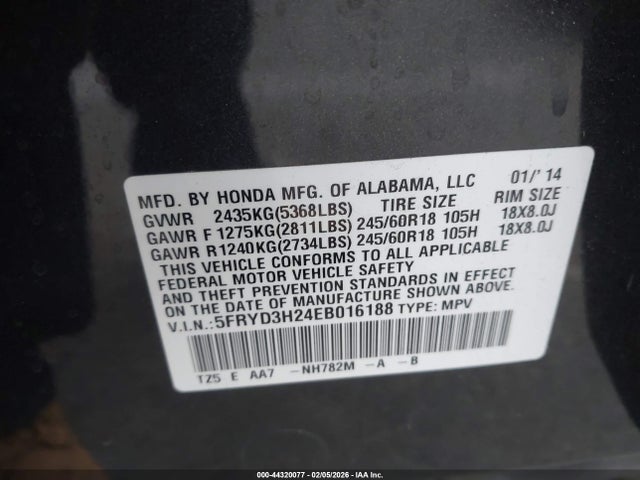 MFD. BY HONDA MFG. OF ALABAMA, LLC 01/'14
GVWR 2435KG(5368LBS) TIRE SIZE RIM SIZE
GAWR F 1275KG(2811LBS) 245/60R18 105H 18X8.0J
GAWR R1240KG(2734LBS) 245/60R18 105H 18X8.0J
THIS VEHICLE CONFORMS TO ALL APPLICABLE
FEDERAL MOTOR VEHICLE SAFETY
AND THEFT PREVENTION STANDARDS IN EFFECT
ON THE DATE OF MANUFACTURE SHOWN ABOVE.
V.I.N.:5FRYD3H24EB016188 TYPE: MPV
TZ5 E AA7 -NH782M -A -B
000-44320077 - 02/05/2026 - IAA Inc.